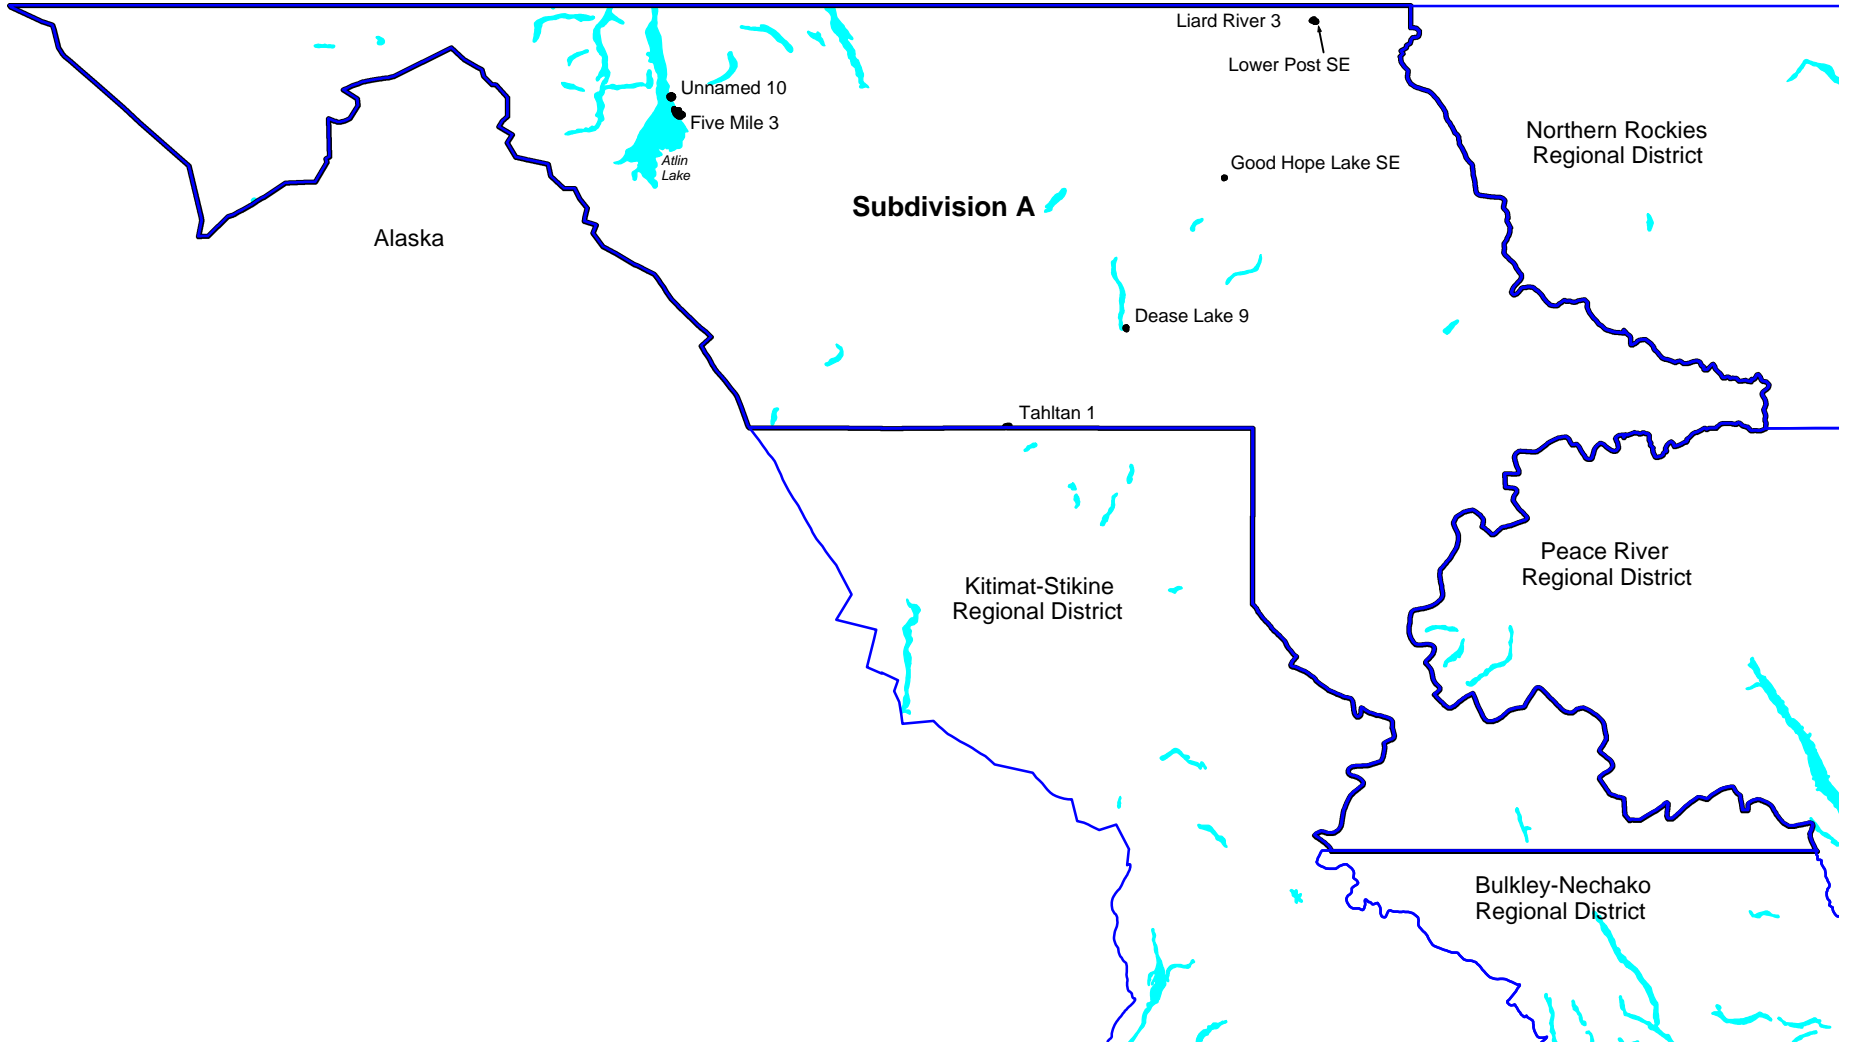 Liard River 3
Lower Post SE
Unnamed 10
Five Mile 3
Atlin
Lake
Northern Rockies
Regional District
Good Hope Lake SE
Subdivision A
Alaska
Dease Lake 9
Tahltan 1
Peace River
Regional District
Kitimat-Stikine
Regional District
Bulkley-Nechako
Regional District